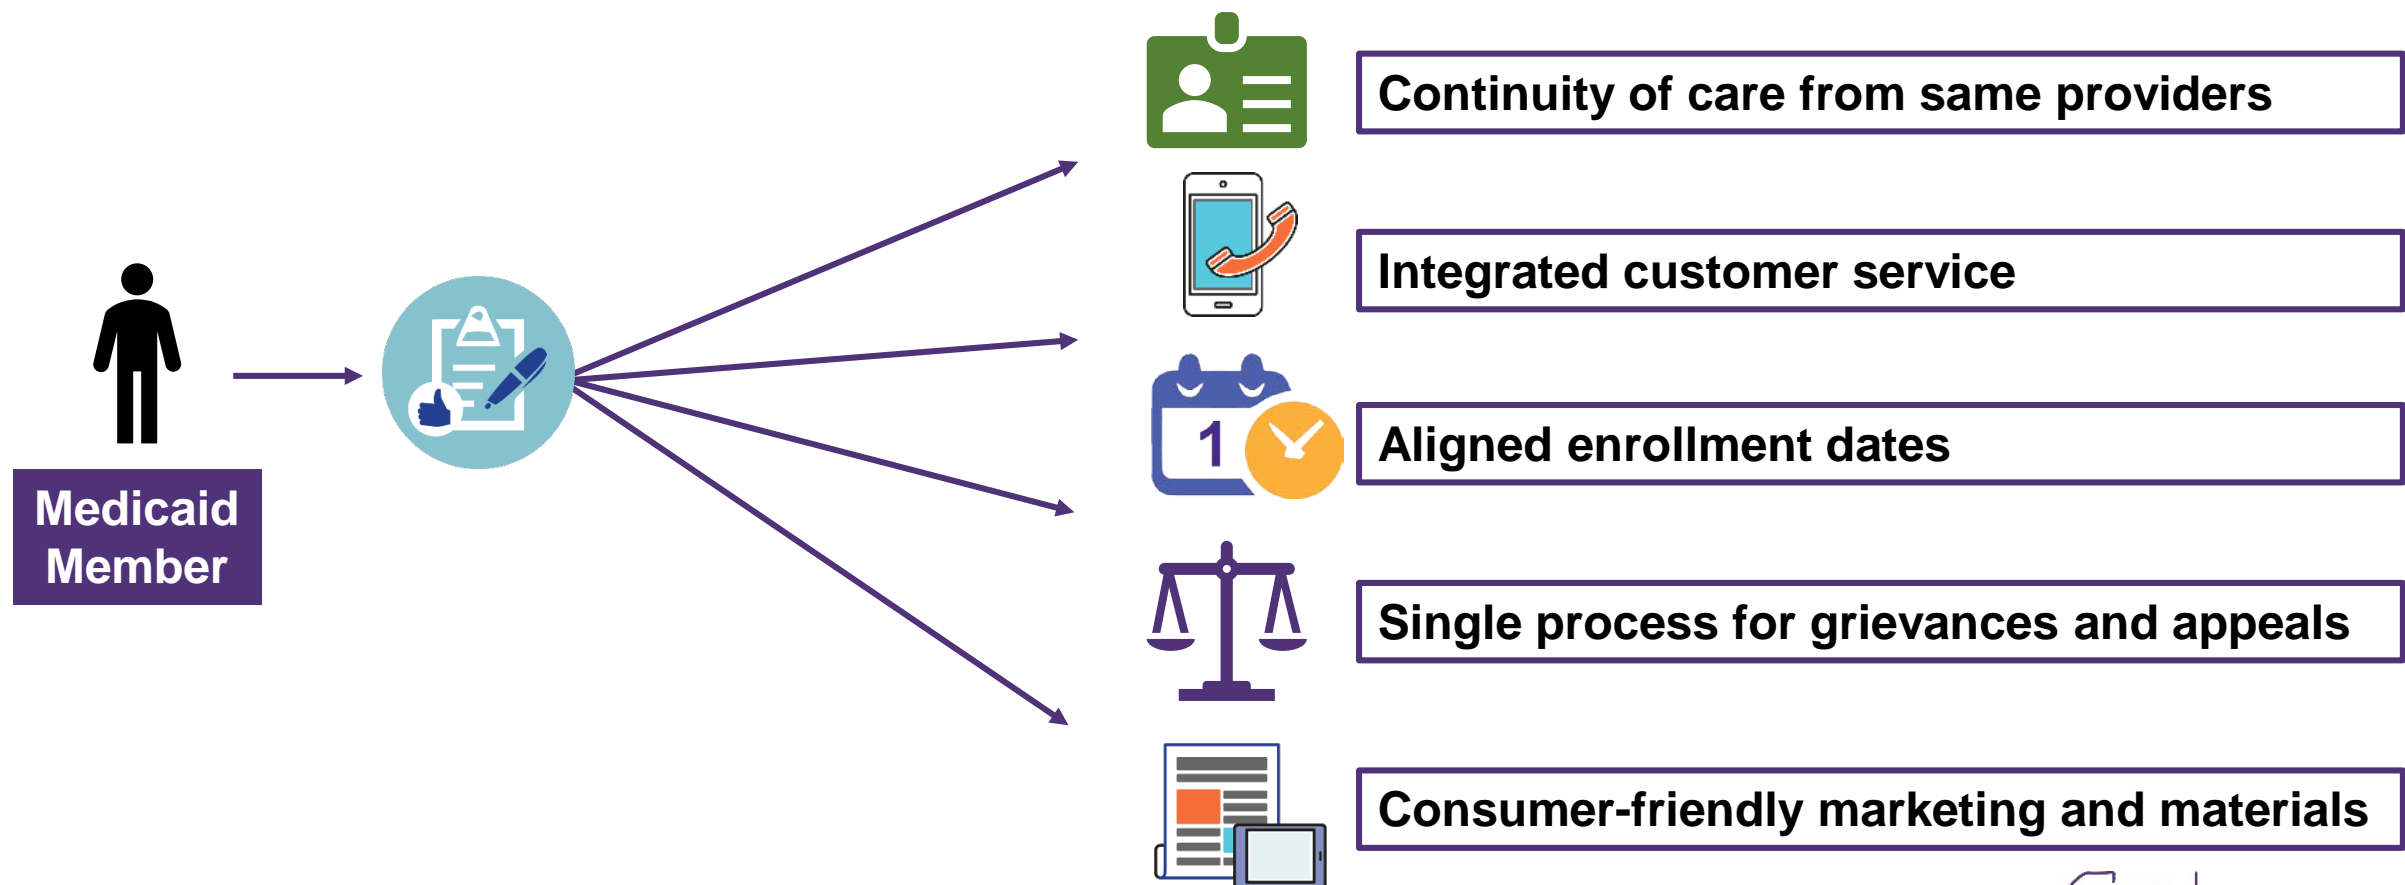 Continuity of care from same providers
Integrated customer service
1
Aligned enrollment dates
Medicaid
Member
Single process for grievances and appeals
Consumer-friendly marketing and materials